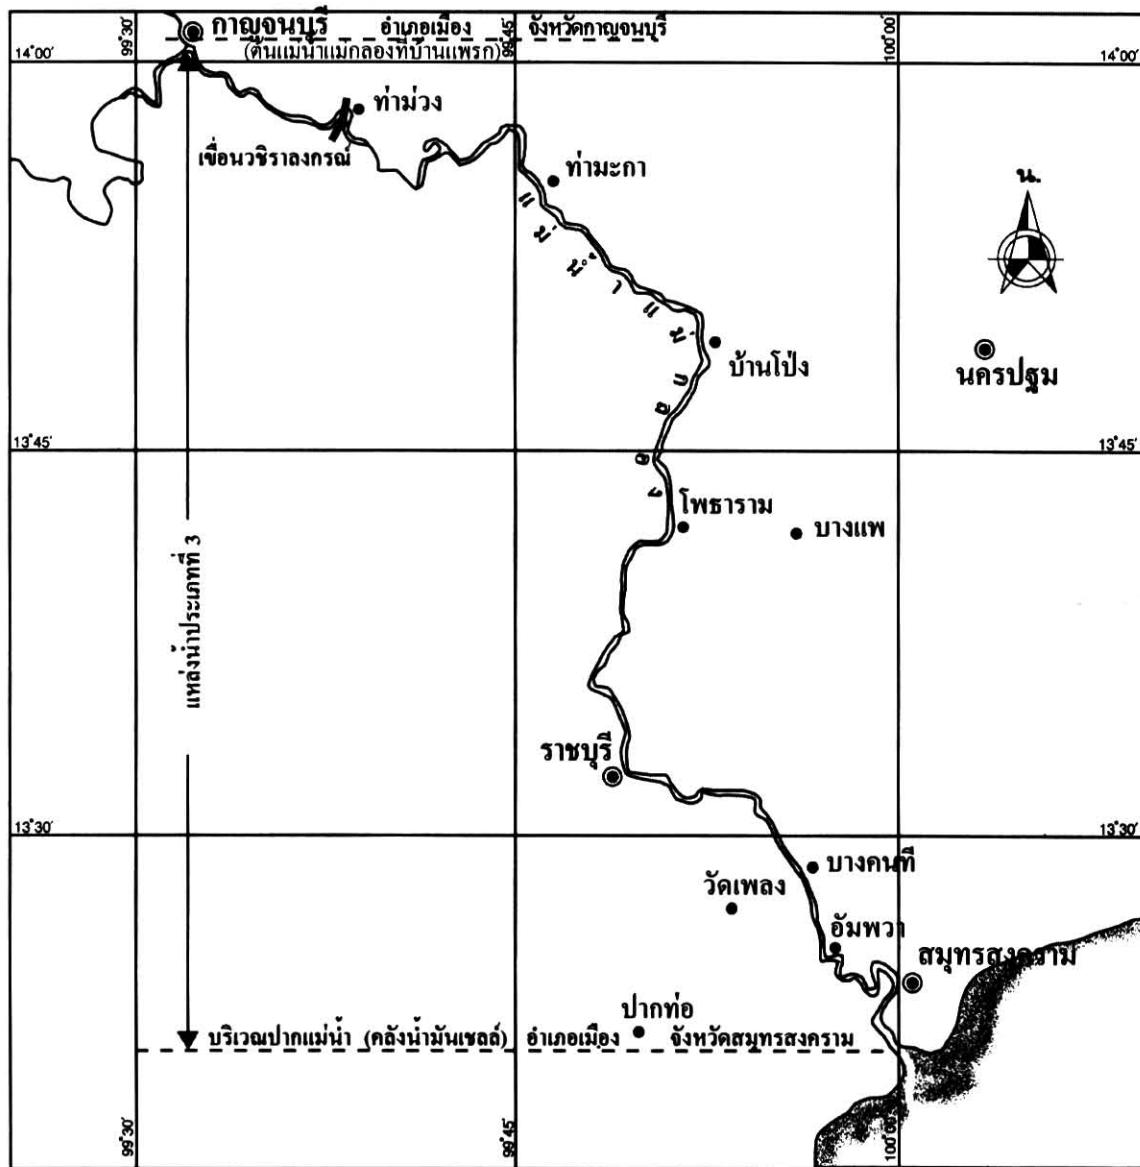 กาญจนบุรี อำเภอเมือง จังหวัดกาญจนบุรี
(ต้นแม่น้ำแม่กลองที่บ้านแพรก)
99°30′ 99°45′ 100°00′
14°00′ 14°00′
ท่าม่วง
เขื่อนวชิราลงกรณ์
ท่ามะกา
น.
แม่น้ำแม่กลอง
บ้านโป่ง
นครปฐม
13°45′ 13°45′
โพธาราม
บางแพ
แหล่งน้ำประเภทที่ 3
ราชบุรี
13°30′ 13°30′
บางคนที
วัดเพลง
อัมพวา
สมุทรสงคราม
ปากท่อ
บริเวณปากแม่น้ำ (คลังน้ำมันเชลล์) อำเภอเมือง จังหวัดสมุทรสงคราม
99°30′ 99°45′ 100°00′